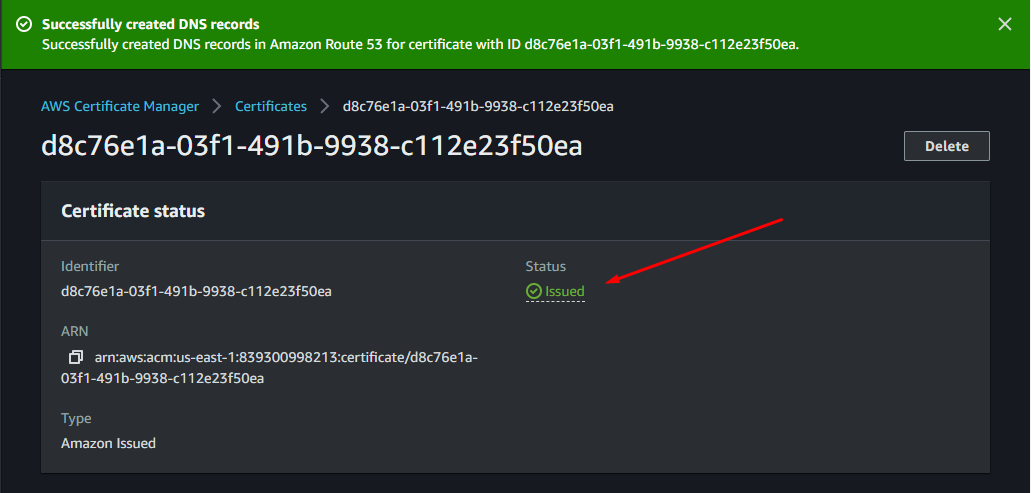 Successfully created DNS records
Successfully created DNS records in Amazon Route 53 for certificate with ID d8c76e1a-03f1-491b-9938-c112e23f50ea.
AWS Certificate Manager > Certificates > d8c76e1a-03f1-491b-9938-c112e23f50ea
d8c76e1a-03f1-491b-9938-c112e23f50ea
Delete
Certificate status
Identifier
d8c76e1a-03f1-491b-9938-c112e23f50ea
Status
Issued
ARN
arn:aws:acm:us-east-1:839300998213:certificate/d8c76e1a-
03f1-491b-9938-c112e23f50ea
Type
Amazon Issued